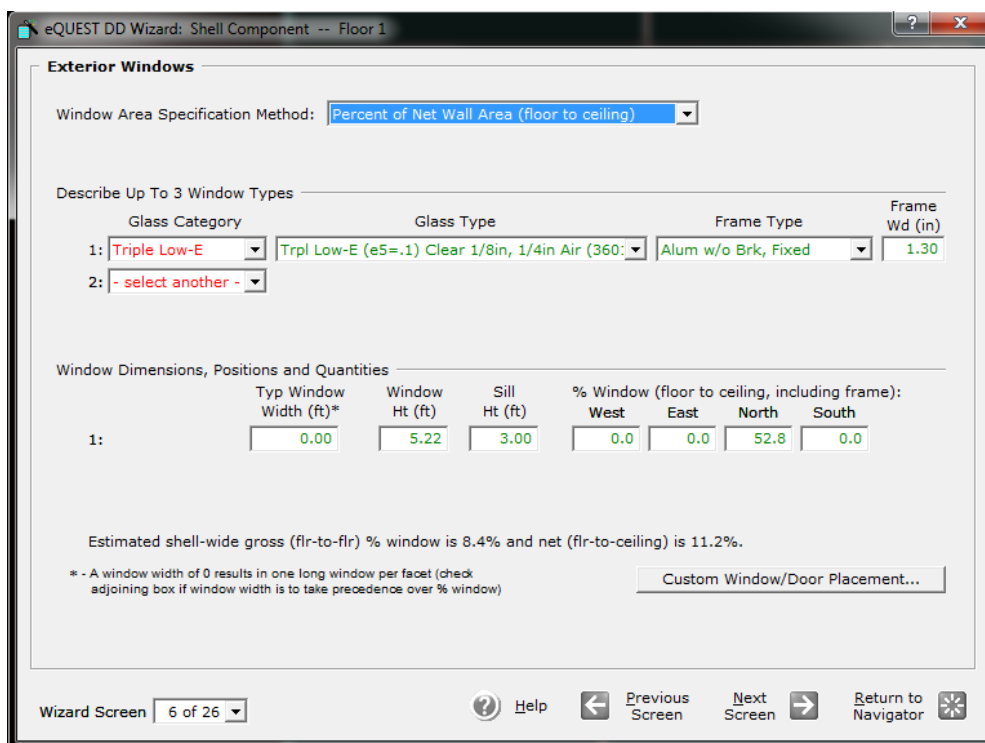 eQUEST DD Wizard: Shell Component -- Floor 1
Exterior Windows
Window Area Specification Method: Percent of Net Wall Area (floor to ceiling)
Describe Up To 3 Window Types
Glass Category Glass Type Frame Type Frame Wd (in)
1: Triple Low-E Trpl Low-E (e5=.1) Clear 1/8in, 1/4in Air (360: Alum w/o Brk, Fixed 1.30
2: - select another -
Window Dimensions, Positions and Quantities
Typ Window Window Sill % Window (floor to ceiling, including frame):
Width (ft)* Ht (ft) Ht (ft) West East North South
1: 0.00 5.22 3.00 0.0 0.0 52.8 0.0
Estimated shell-wide gross (flr-to-flr) % window is 8.4% and net (flr-to-ceiling) is 11.2%.
* - A window width of 0 results in one long window per facet (check
adjoining box if window width is to take precedence over % window)
Custom Window/Door Placement...
Wizard Screen 6 of 26 ? Help Previous Screen Next Screen Return to Navigator